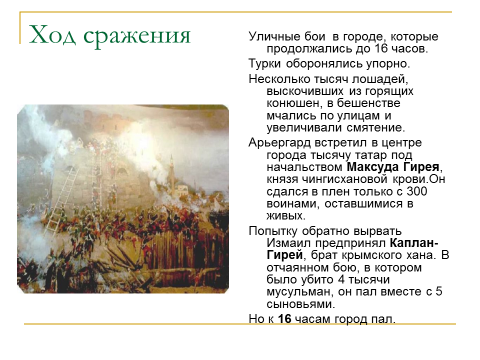 Ход сражения
Уличные бои в городе, которые
продолжались до 16 часов.
Турки оборонялись упорно.
Несколько тысяч лошадей,
выскочивших из горящих
конюшен, в бешенстве
мчались по улицам и
увеличивали смятение.
Арьергард встретил в центре
города тысячу татар под
начальством Максуда Гирея,
князя чингисхановой крови.Он
сдался в плен только с 300
воинами, оставшимися в
живых.
Попытку обратно вырвать
Измаил предпринял Каплан-
Гирей, брат крымского хана. В
отчаянном бою, в котором
было убито 4 тысячи
мусульман, он пал вместе с 5
сыновьями.
Но к 16 часам город пал.